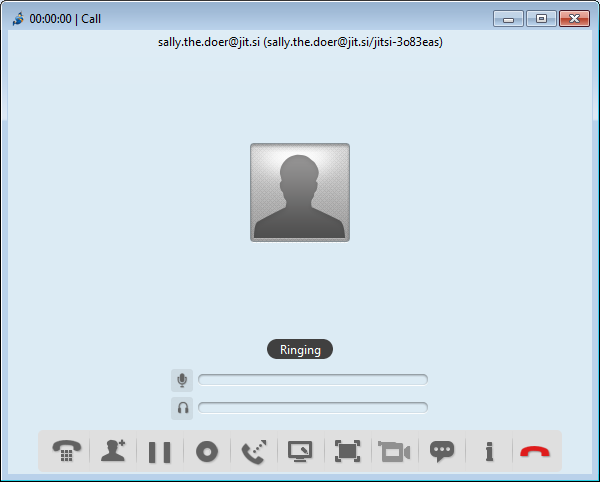 00:00:00 | Call
sally.the.doer@jit.si (sally.the.doer@jit.si/jitsi-3o83eas)
Ringing